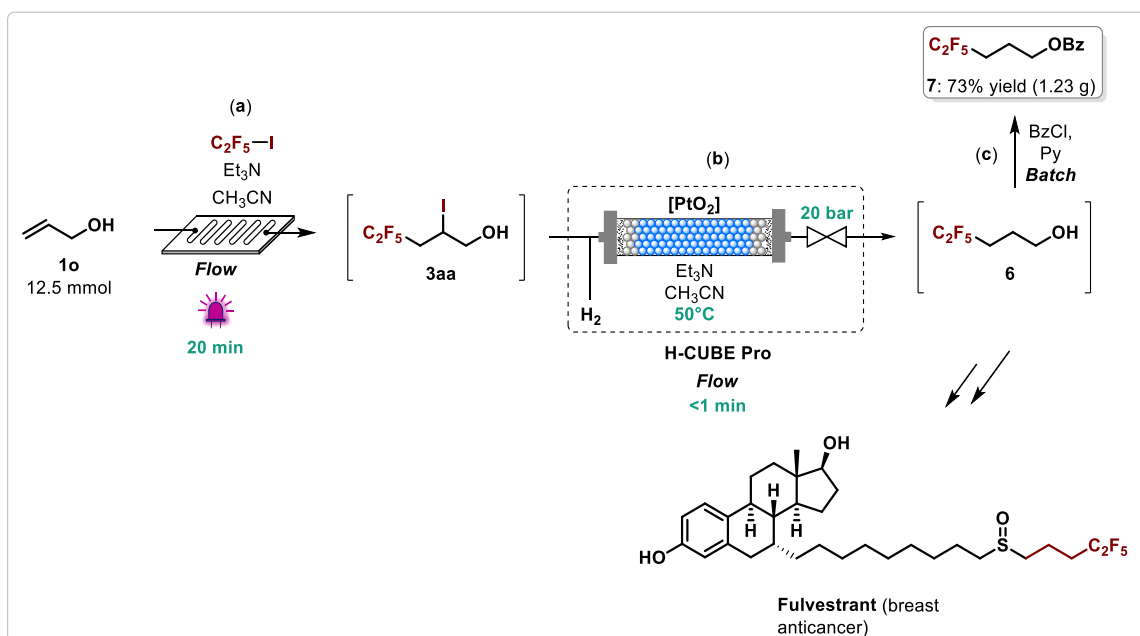 (a)
C₂F₅—I
Et₃N
CH₃CN
OH
1o
12.5 mmol
Flow
20 min
C₂F₅
I
OH
3aa
(b)
[PtO₂]
20 bar
Et₃N
CH₃CN
50°C
H₂
H-CUBE Pro
Flow
<1 min
C₂F₅
OBz
7: 73% yield (1.23 g)
(c)
BzCl,
Py
Batch
C₂F₅
OH
6
OH
H
H
H
HO
O
S
C₂F₅
Fulvestrant (breast
anticancer)